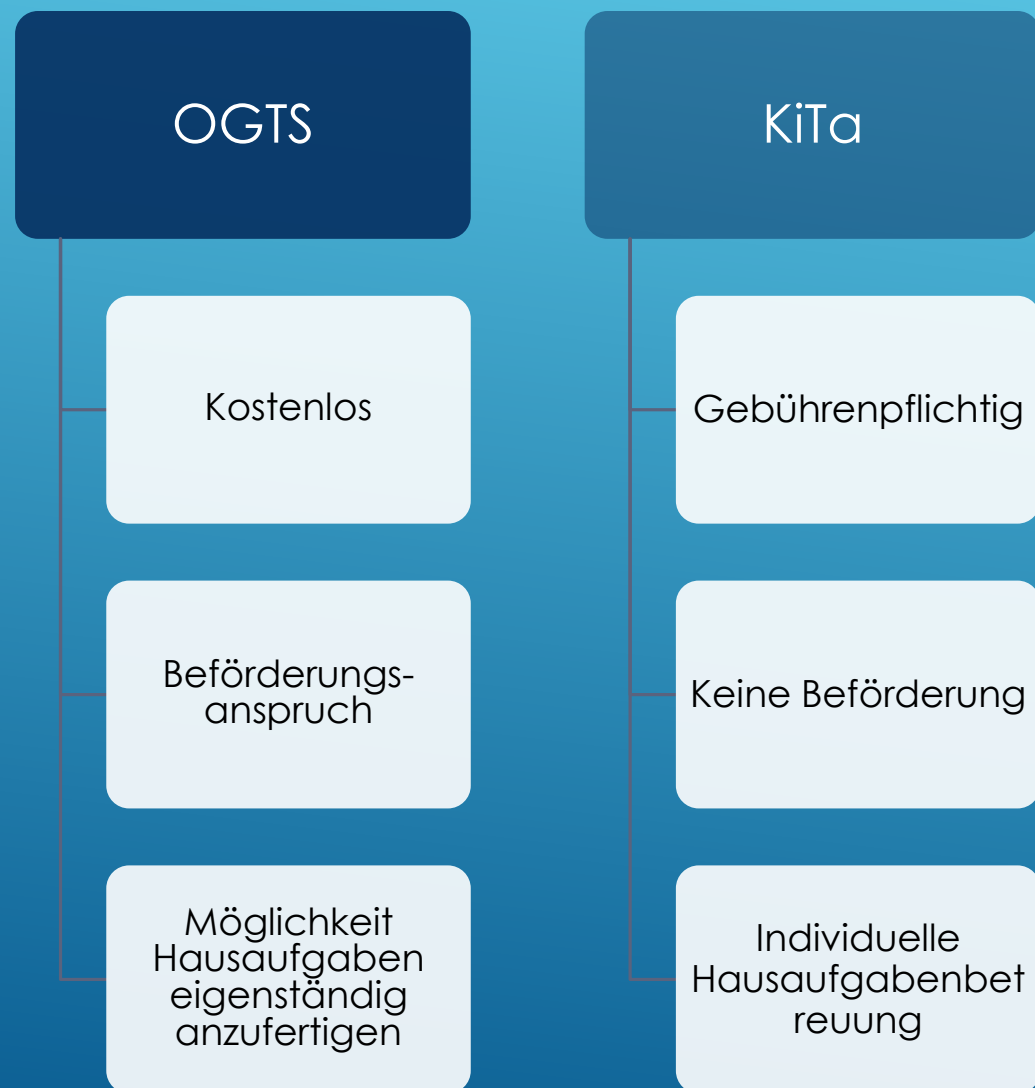 OGTS
Kostenlos
Beförderungs-
anspruch
Möglichkeit
Hausaufgaben
eigenständig
anzufertigen
KiTa
Gebührenpflichtig
Keine Beförderung
Individuelle
Hausaufgabenbet
reuung